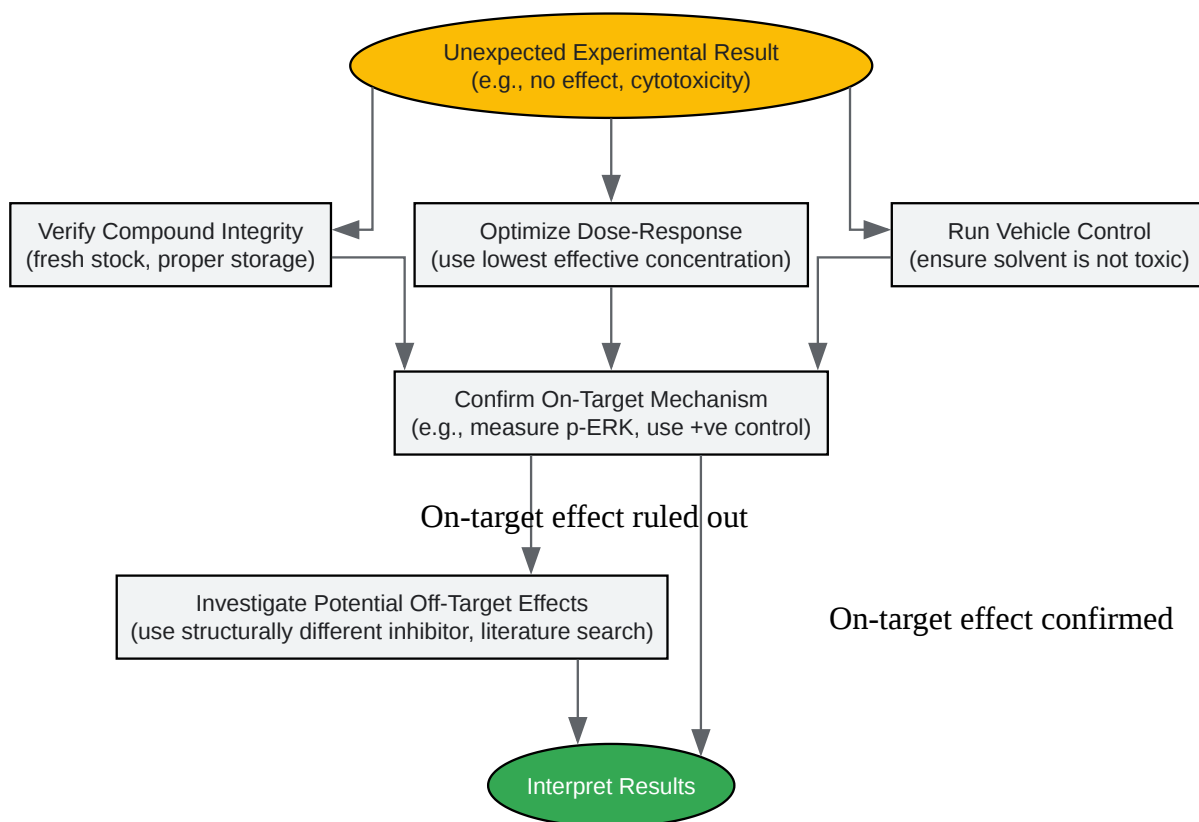 Unexpected Experimental Result
(e.g., no effect, cytotoxicity)
Verify Compound Integrity
(fresh stock, proper storage)
Optimize Dose-Response
(use lowest effective concentration)
Run Vehicle Control
(ensure solvent is not toxic)
Confirm On-Target Mechanism
(e.g., measure p-ERK, use +ve control)
On-target effect ruled out
Investigate Potential Off-Target Effects
(use structurally different inhibitor, literature search)
On-target effect confirmed
Interpret Results